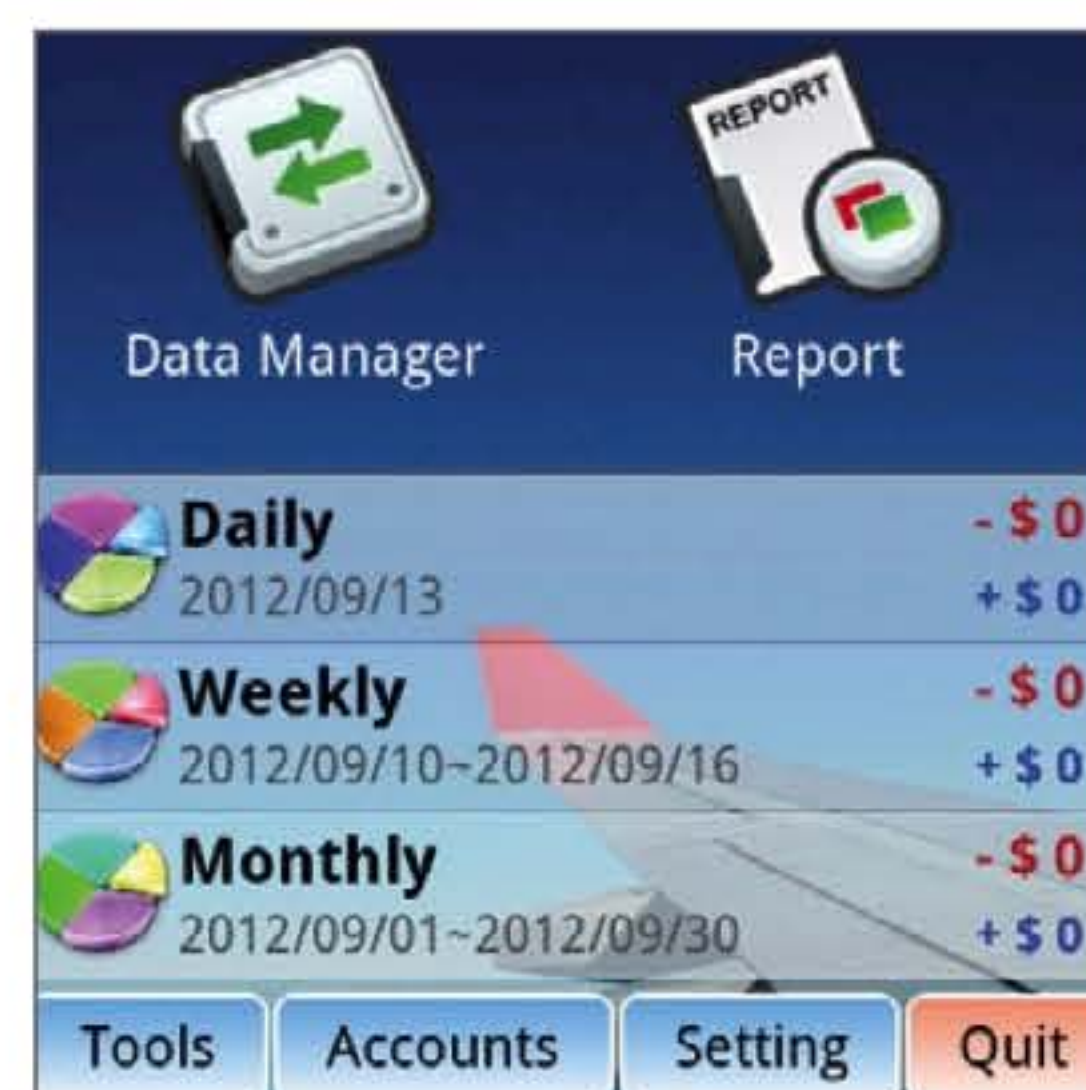 REPORT
Data Manager
Report
Daily
- $ 0
2012/09/13
+ $ 0
Weekly
- $ 0
2012/09/10~2012/09/16
+ $ 0
Monthly
- $ 0
2012/09/01~2012/09/30
+ $ 0
Tools
Accounts
Setting
Quit